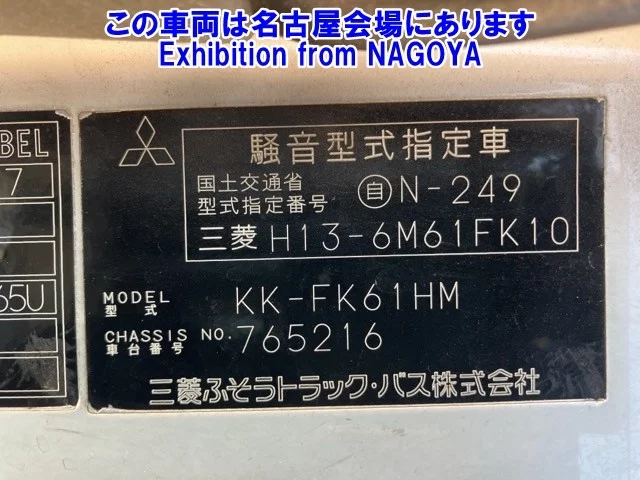 この車両は名古屋会場にあります
Exhibition from NAGOYA
BEL
7
65U
騒音型式指定車
国土交通省
型式指定番号 自N-249
三菱 H13-6M61FK10
MODEL
型式 KK-FK61HM
CHASSIS NO.
車台番号 765216
三菱ふそうトラック・バス株式会社